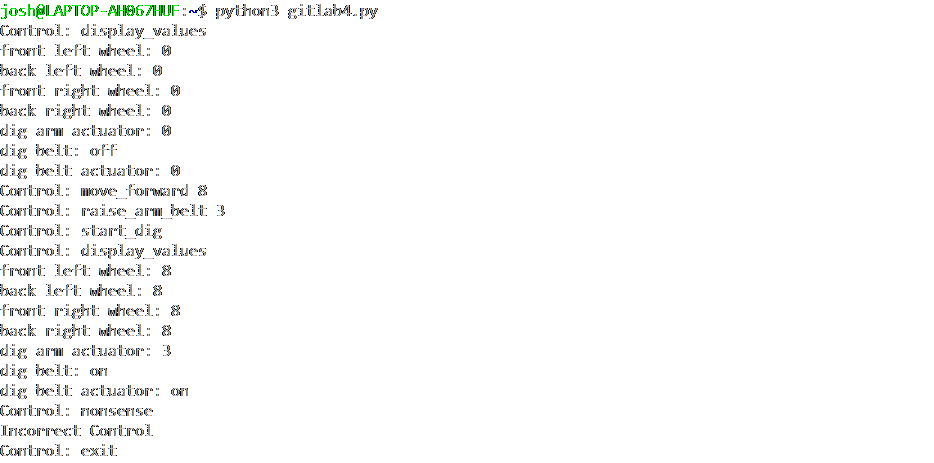 josh@LAPTOP-AH067HUF:~$ python3 gitlab4.py
Control: display_values
front left wheel: 0
back left wheel: 0
front right wheel: 0
back right wheel: 0
dig arm actuator: 0
dig belt: off
dig belt actuator: 0
Control: move_forward 8
Control: raise_arm_belt 3
Control: start_dig
Control: display_values
front left wheel: 8
back left wheel: 8
front right wheel: 8
back right wheel: 8
dig arm actuator: 3
dig belt: on
dig belt actuator: on
Control: nonsense
Incorrect Control
Control: exit